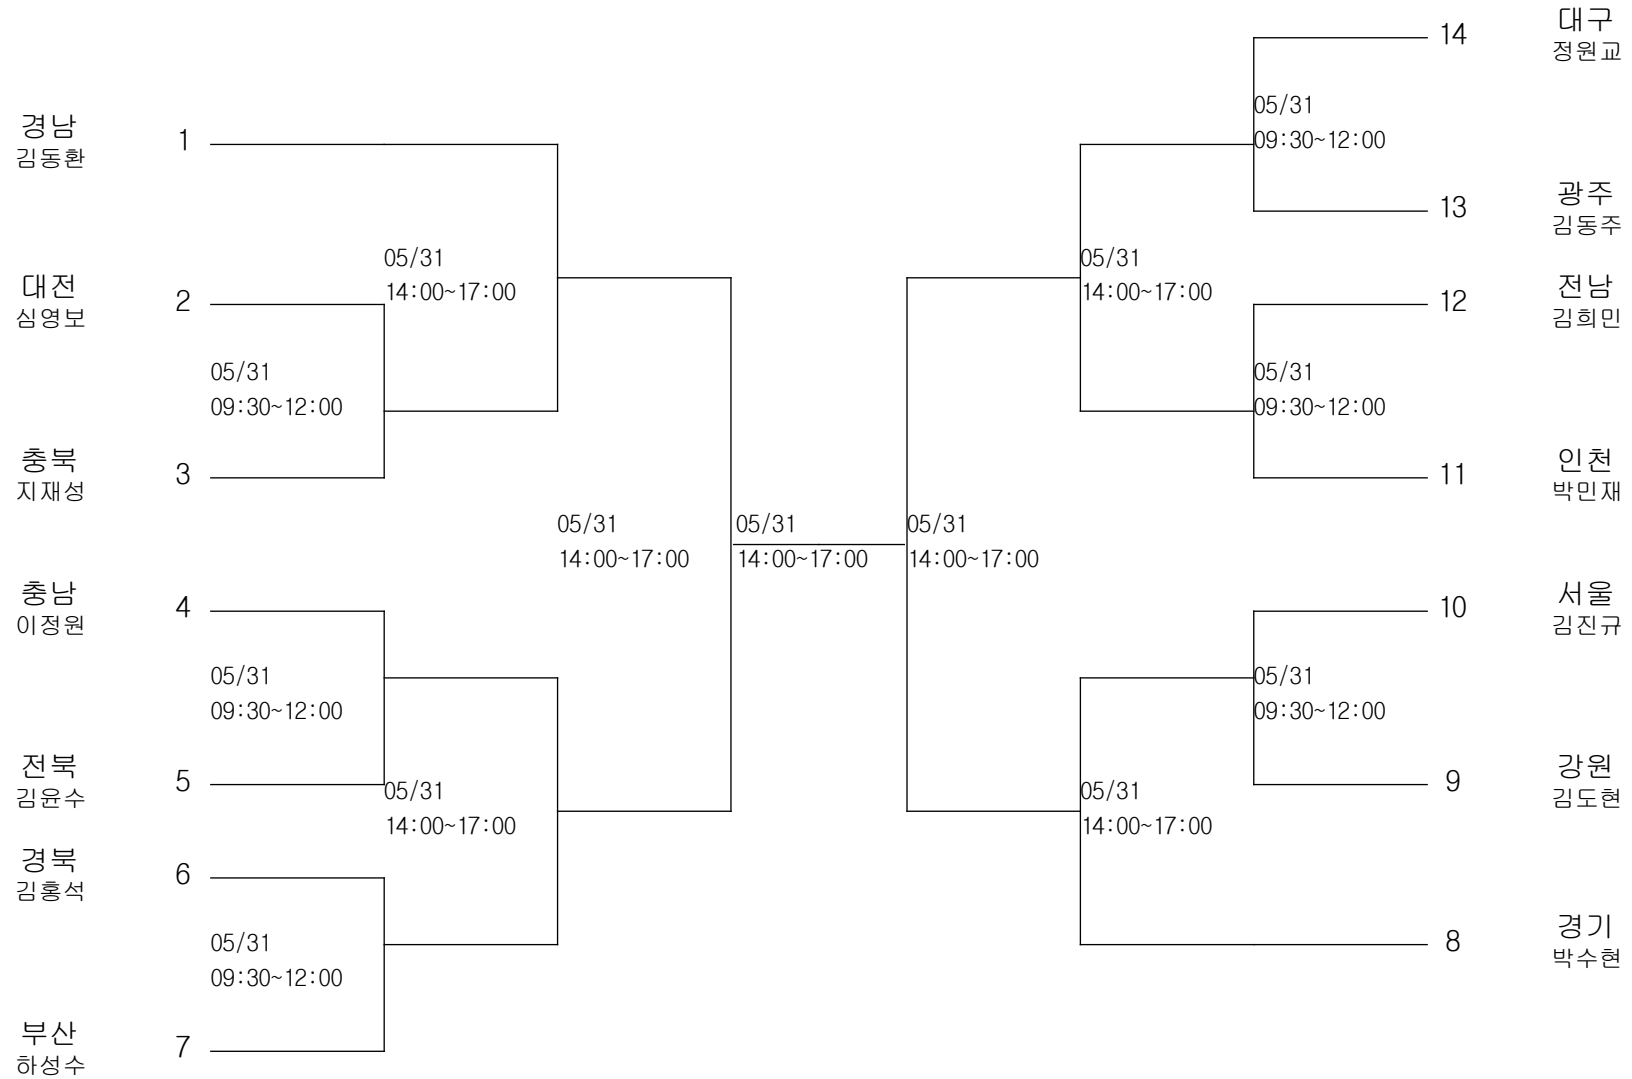 대구
14
정원교
05/31
09:30~12:00
경남
1
김동환
광주
13
김동주
05/31
14:00~17:00
05/31
14:00~17:00
대전
2
심영보
전남
12
김희민
05/31
09:30~12:00
05/31
09:30~12:00
충북
3
지재성
인천
11
박민재
05/31
14:00~17:00
05/31
14:00~17:00
05/31
14:00~17:00
충남
4
이정원
서울
10
김진규
05/31
09:30~12:00
05/31
09:30~12:00
전북
5
김윤수
강원
9
김도현
05/31
14:00~17:00
05/31
14:00~17:00
경북
6
김홍석
05/31
09:30~12:00
경기
8
박수현
부산
7
하성수